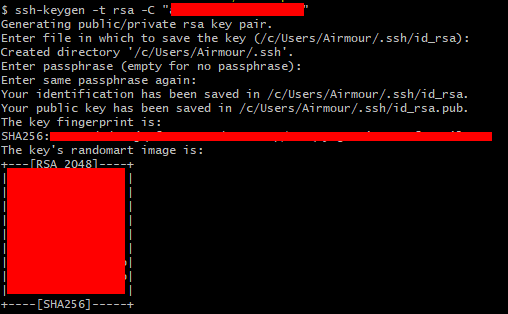 $ ssh-keygen -t rsa -C "
Generating public/private rsa key pair.
Enter file in which to save the key (/c/Users/Airmour/.ssh/id_rsa):
Created directory '/c/Users/Airmour/.ssh'.
Enter passphrase (empty for no passphrase):
Enter same passphrase again:
Your identification has been saved in /c/Users/Airmour/.ssh/id_rsa.
Your public key has been saved in /c/Users/Airmour/.ssh/id_rsa.pub.
The key fingerprint is:
SHA256:
The key's randomart image is:
+---[RSA 2048]----+
+----[SHA256]-----+